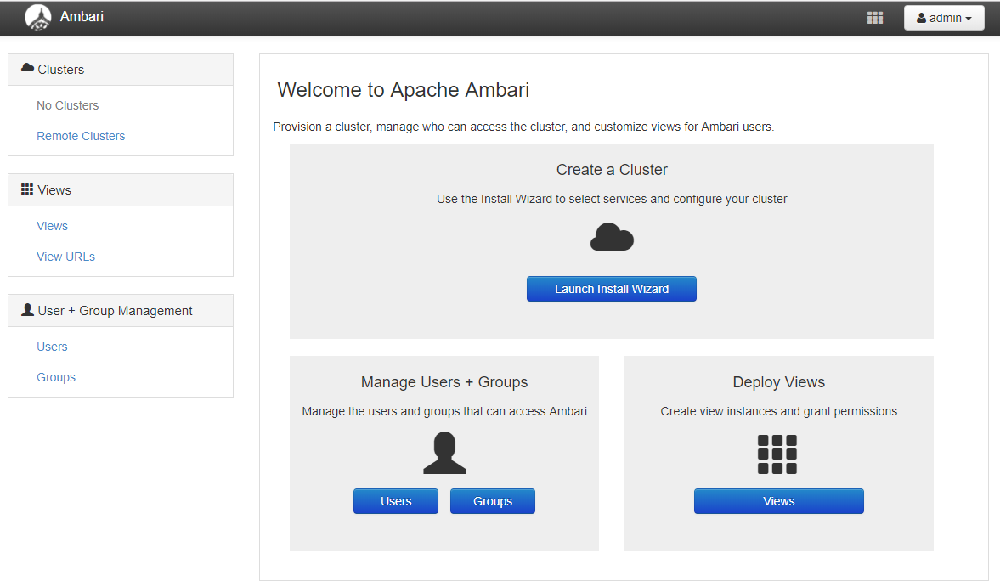 Ambari
admin
Clusters
No Clusters
Remote Clusters
Views
Views
View URLs
User + Group Management
Users
Groups
Welcome to Apache Ambari
Provision a cluster, manage who can access the cluster, and customize views for Ambari users.
Create a Cluster
Use the Install Wizard to select services and configure your cluster
Launch Install Wizard
Manage Users + Groups
Manage the users and groups that can access Ambari
Users
Groups
Deploy Views
Create view instances and grant permissions
Views